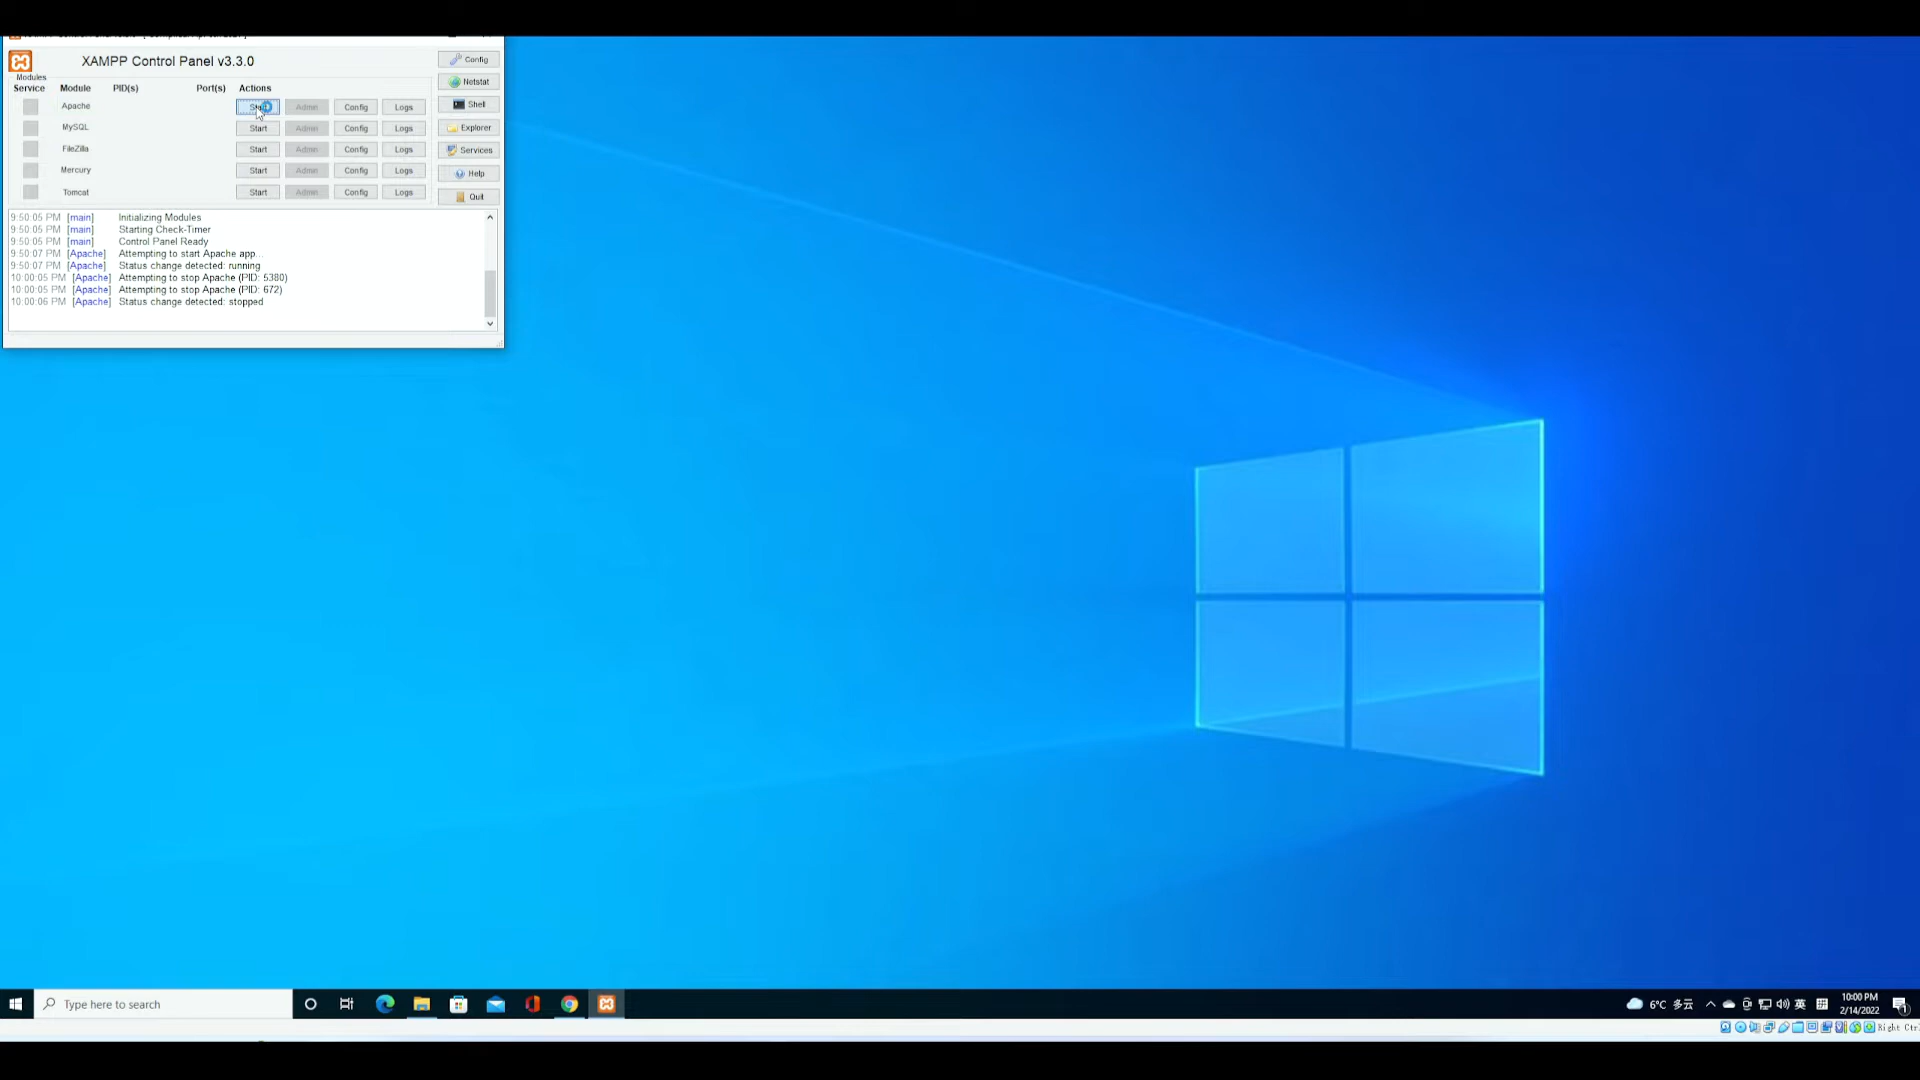 XAMPP Control Panel v3.3.0
Modules
Service Module PID(s) Port(s) Actions
Apache Admin Config Logs
MySQL Start Admin Config Logs
FileZilla Start Admin Config Logs
Mercury Start Admin Config Logs
Tomcat Start Admin Config Logs
Config
Netstat
Shell
Explorer
Services
Help
Quit
9:50:05 PM [main] Initializing Modules
9:50:05 PM [main] Starting Check-Timer
9:50:05 PM [main] Control Panel Ready
9:50:07 PM [Apache] Attempting to start Apache app...
9:50:07 PM [Apache] Status change detected: running
10:00:05 PM [Apache] Attempting to stop Apache (PID: 5380)
10:00:05 PM [Apache] Attempting to stop Apache (PID: 672)
10:00:06 PM [Apache] Status change detected: stopped
Type here to search
6°C 多云
英
10:00 PM
2/14/2022
1
Right Ctrl